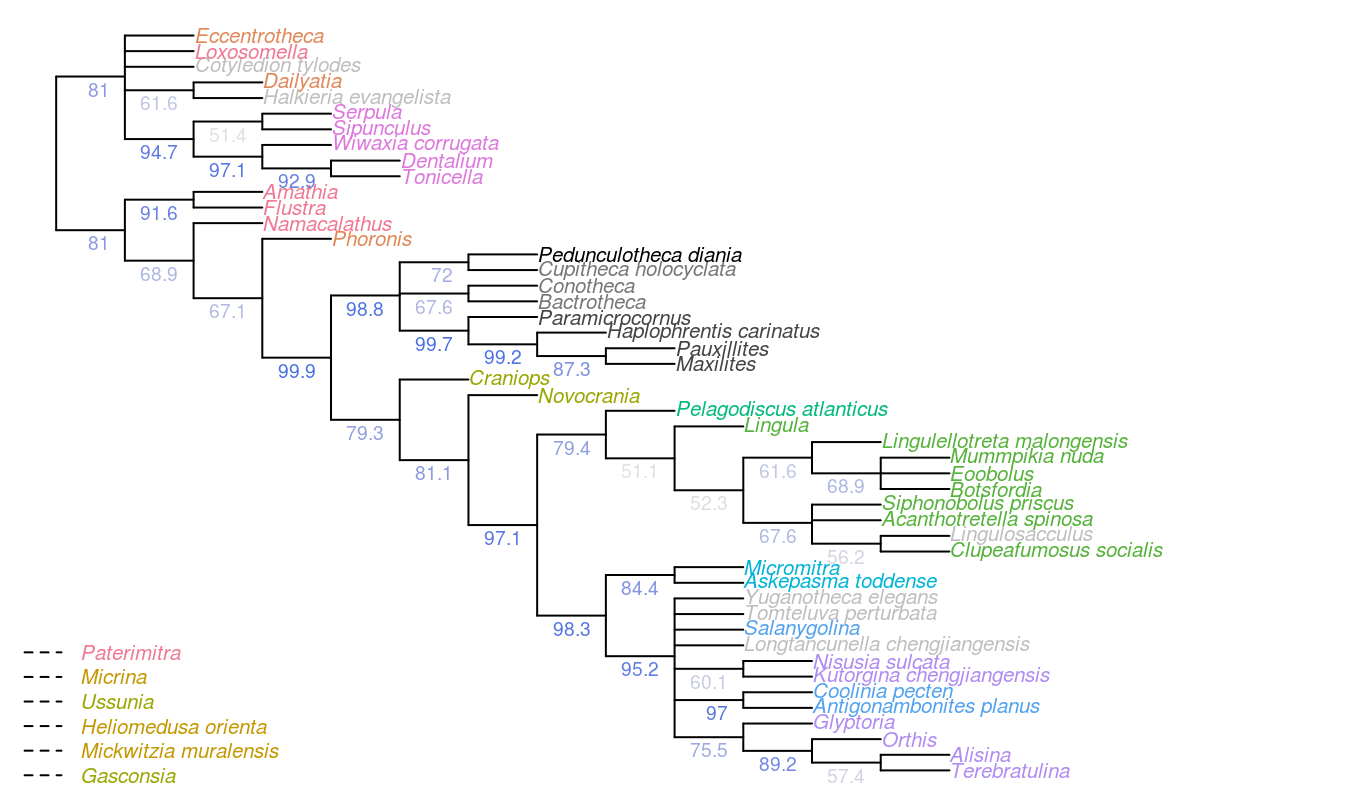 Eccentrotheca
Loxosomella
Cotyledion tylodes
Dailyatia
81
Halkieria evangelista
61.6
Serpula
Sipunculus
51.4
Wiwaxia corrugata
94.7
Dentalium
97.1
Tonicella
92.9
Amathia
Flustra
91.6
Namacalathus
Phoronis
81
Pedunculotheca diania
Cupitheca holocyclata
68.9
72
Conotheca
Bactrotheca
67.6
98.8
67.1
Paramicrocornus
Haplophrentis carinatus
99.7
Pauxillites
99.2
Maxilites
87.3
99.9
Craniops
Novocrania
Pelagodiscus atlanticus
Lingula
79.3
Lingulellotreta malongensis
79.4
Mummpikia nuda
81.1
51.1
61.6
Eoobolus
68.9
Botsfordia
52.3
Siphonobolus priscus
Acanthotretella spinosa
97.1
67.6
Lingulosacculus
Clupeafumosus socialis
56.2
Micromitra
Askepasma toddense
84.4
Yuganotheca elegans
Tomteluva perturbata
98.3
Salanygolina
Longtancunella chengjiangensis
Paterimitra
Nisusia sulcata
95.2
Kutorgina chengjiangensis
Micrina
60.1
Coolinia pecten
Ussunia
Antigonambonites planus
97
Glyptoria
Heliomedusa orienta
Orthis
75.5
Mickwitzia muralensis
Alisina
89.2
Terebratulina
Gasconsia
57.4